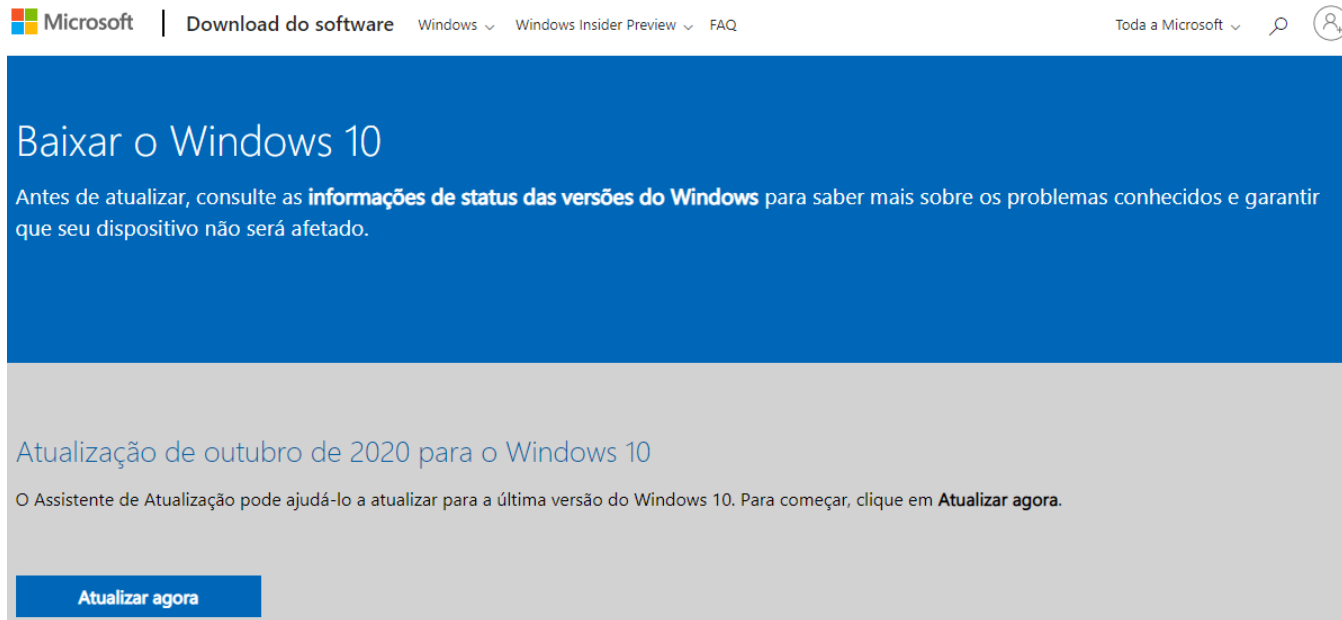 Microsoft Download do software Windows Windows Insider Preview FAQ Toda a Microsoft
Baixar o Windows 10
Antes de atualizar, consulte as informações de status das versões do Windows para saber mais sobre os problemas conhecidos e garantir
que seu dispositivo não será afetado.
Atualização de outubro de 2020 para o Windows 10
O Assistente de Atualização pode ajudá-lo a atualizar para a última versão do Windows 10. Para começar, clique em Atualizar agora.
Atualizar agora